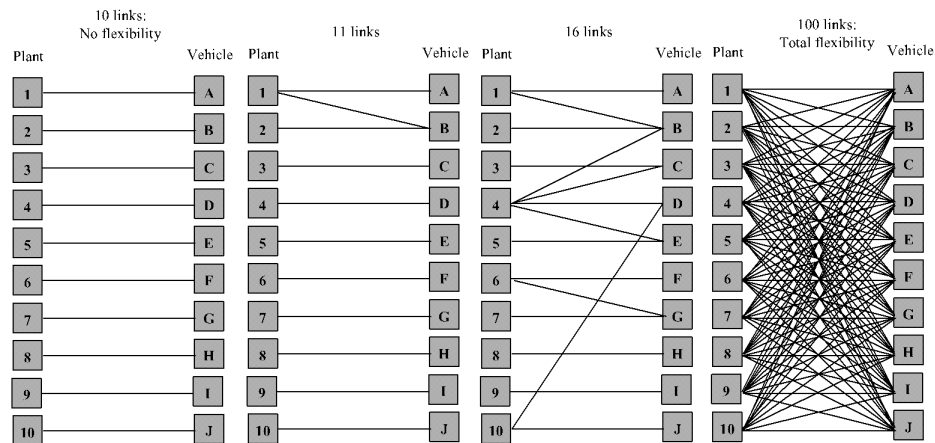 10 links:
No flexibility
Plant Vehicle
1 A
2 B
3 C
4 D
5 E
6 F
7 G
8 H
9 I
10 J
11 links
Plant Vehicle
1 A
2 B
3 C
4 D
5 E
6 F
7 G
8 H
9 I
10 J
16 links
Plant Vehicle
1 A
2 B
3 C
4 D
5 E
6 F
7 G
8 H
9 I
10 J
100 links:
Total flexibility
Plant Vehicle
1 A
2 B
3 C
4 D
5 E
6 F
7 G
8 H
9 I
10 J